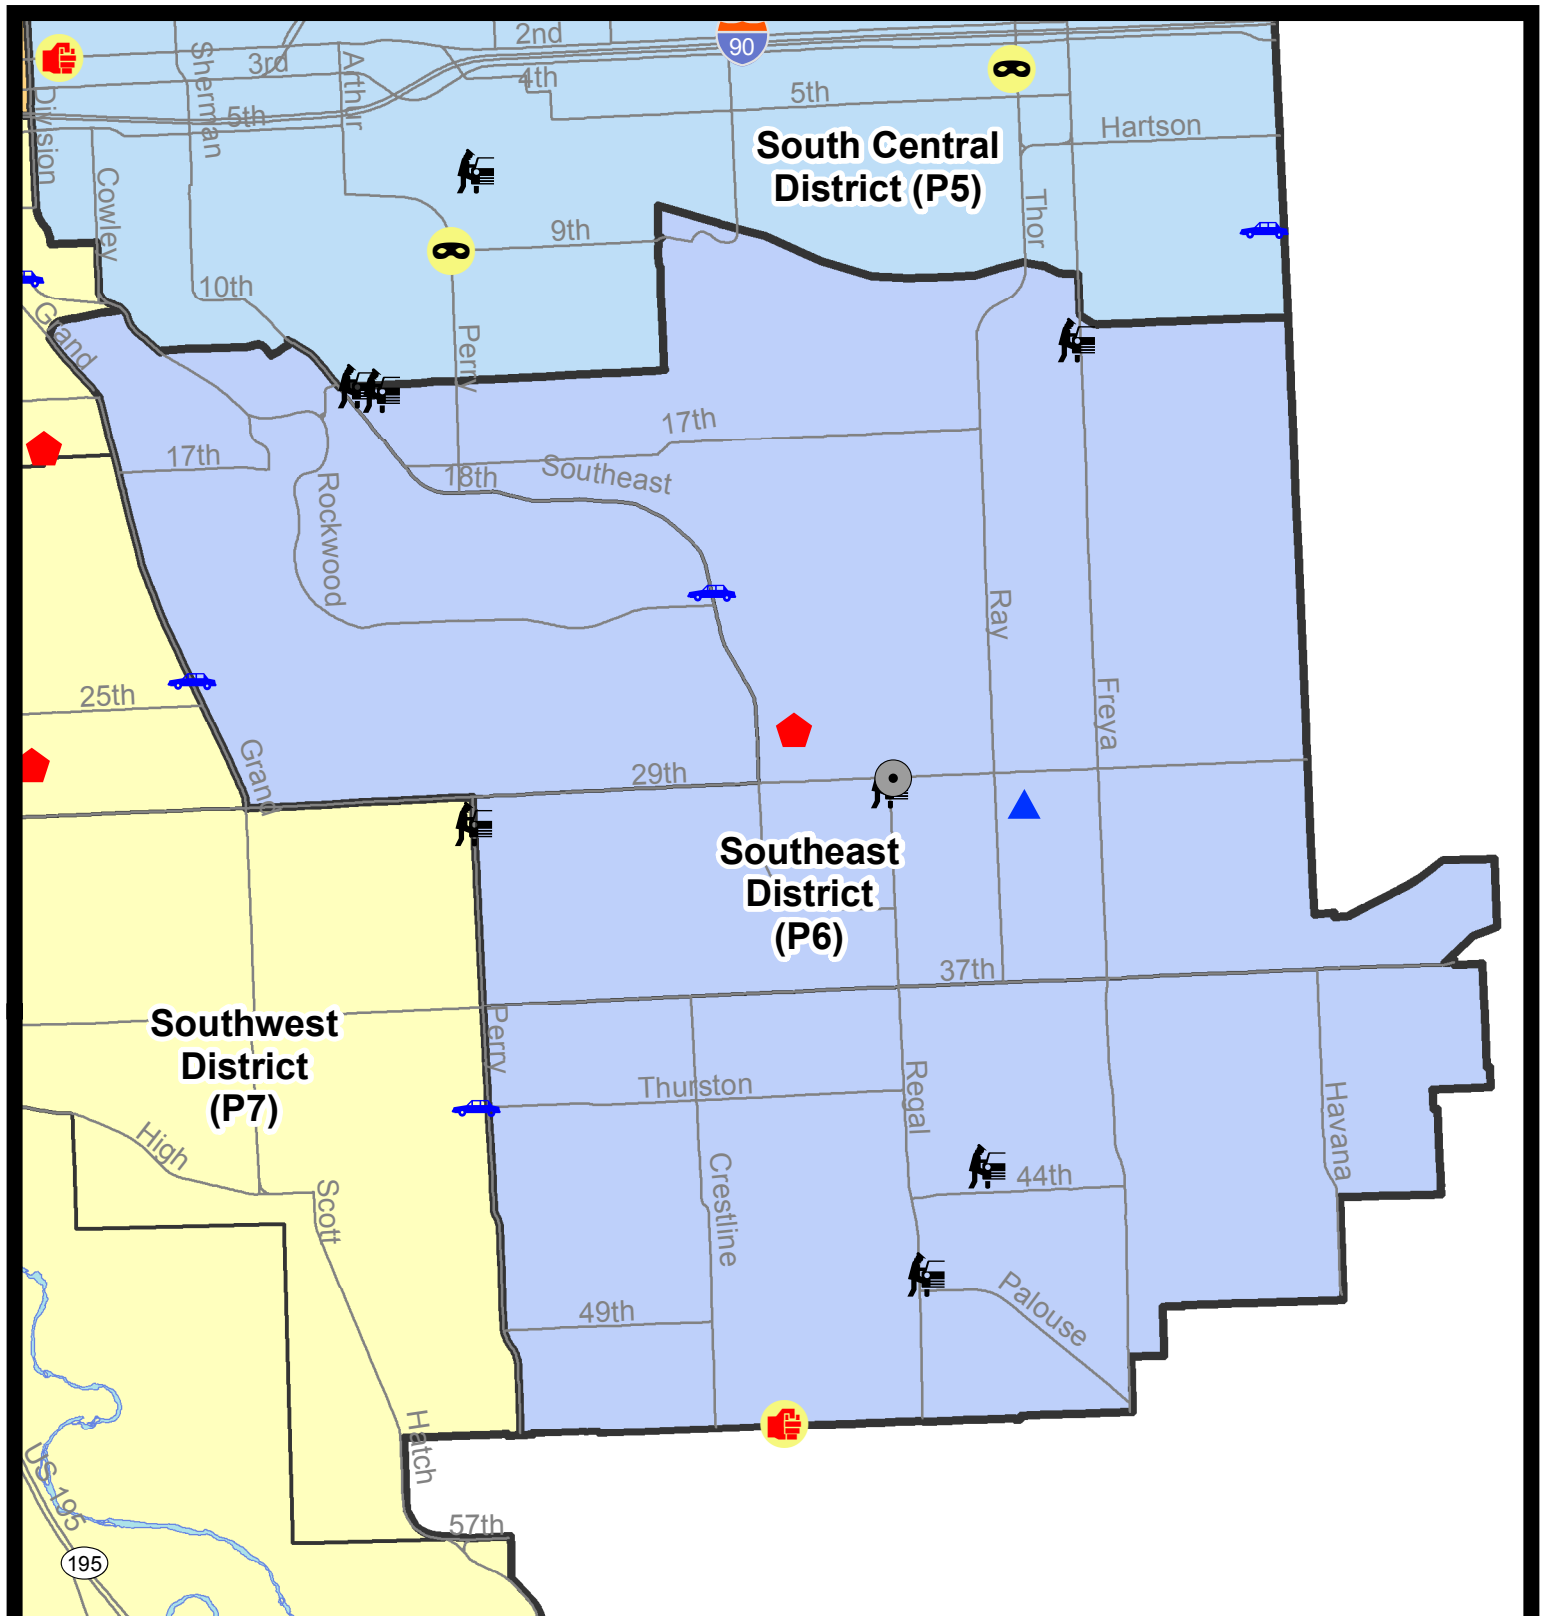 2nd
90
3rd
Sherman
Arthur
4th
5th
5th
Division
Hartson
South Central
District (P5)
Cowley
Thor
9th
10th
Grand
Perry
17th
17th
18th
Southeast
Rockwood
Ray
25th
Freya
Grand
29th
Southeast
District
(P6)
37th
Southwest
District
(P7)
Perry
Thurston
Regal
Havana
High
Crestline
44th
Scott
49th
Palouse
Hatch
US 195
57th
195